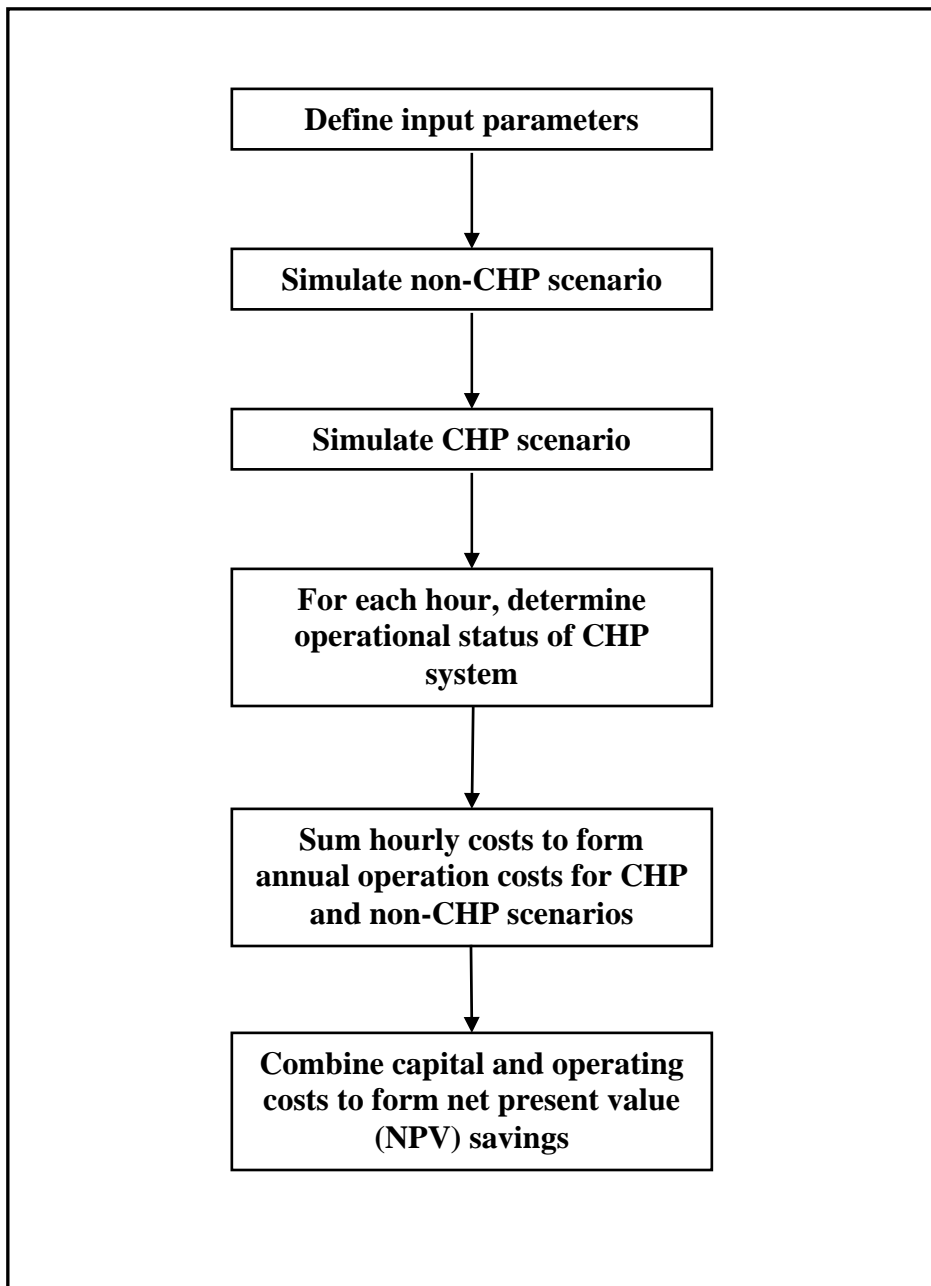 Define input parameters
Simulate non-CHP scenario
Simulate CHP scenario
For each hour, determine
operational status of CHP
system
Sum hourly costs to form
annual operation costs for CHP
and non-CHP scenarios
Combine capital and operating
costs to form net present value
(NPV) savings